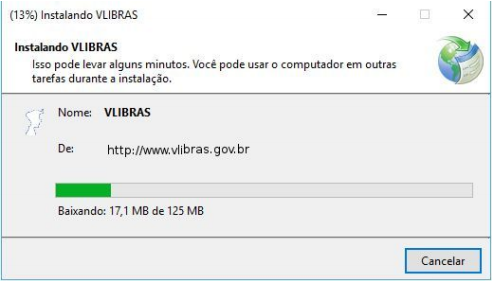 (13%) Instalando VLIBRAS
Instalando VLIBRAS
Isso pode levar alguns minutos. Você pode usar o computador em outras
tarefas durante a instalação.
Nome: VLIBRAS
De: http://www.vlibras.gov.br
Baixando: 17,1 MB de 125 MB
Cancelar